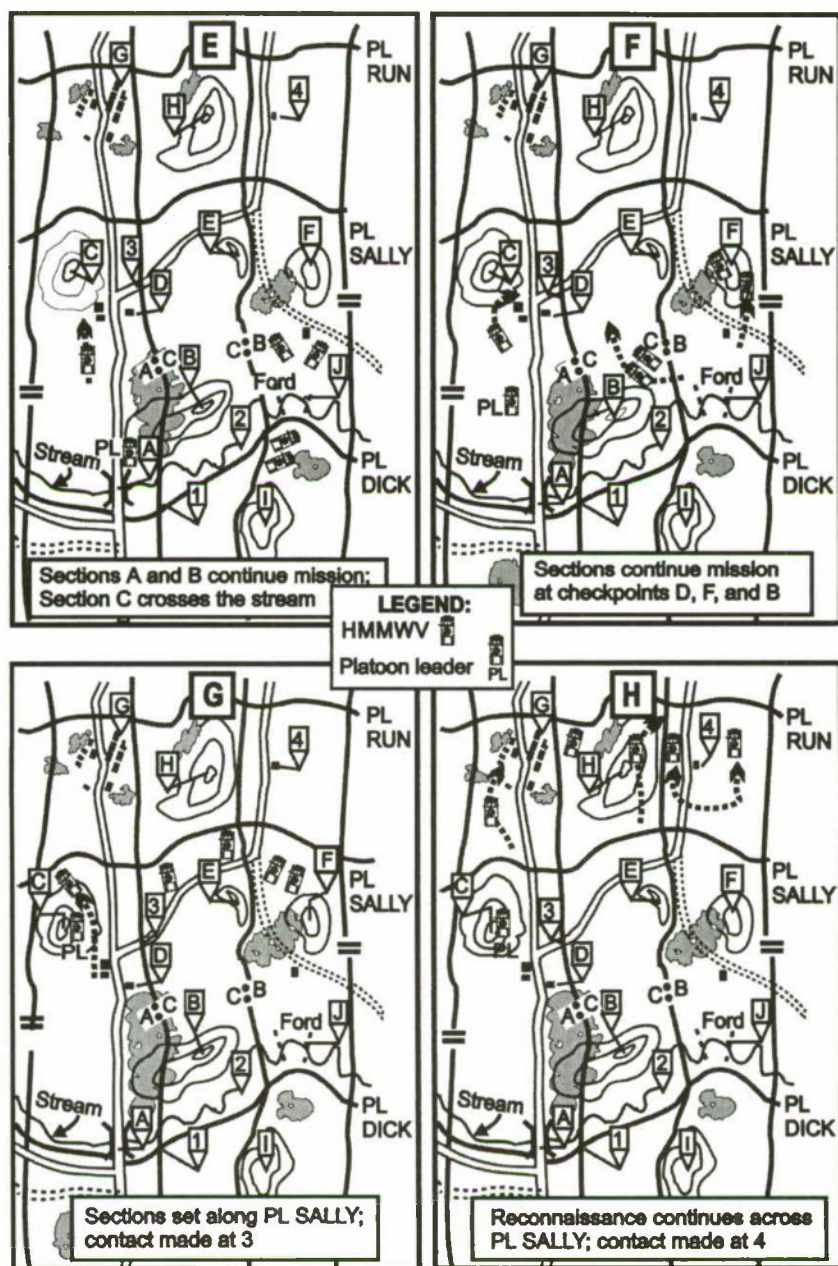 E
PL
RUN
G
H
4
PL
SALLY
C
3
D
E
F
A C
B
C B
Ford
J
2
PL
A
Stream
1
I
PL
DICK
Sections A and B continue mission;
Section C crosses the stream
F
PL
RUN
G
H
4
PL
SALLY
C
3
D
E
F
A C
B
C B
Ford
J
2
PL
A
Stream
1
I
PL
DICK
Sections continue mission
at checkpoints D, F, and B
LEGEND:
HMMWV
Platoon leader
PL
G
PL
RUN
G
H
4
PL
SALLY
C
3
D
E
F
PL
A C
B
C B
Ford
J
2
A
Stream
1
I
PL
DICK
Sections set along PL SALLY;
contact made at 3
H
PL
RUN
G
H
4
PL
SALLY
C
3
D
E
F
PL
A C
B
C B
Ford
J
2
A
Stream
1
I
PL
DICK
Reconnaissance continues across
PL SALLY; contact made at 4